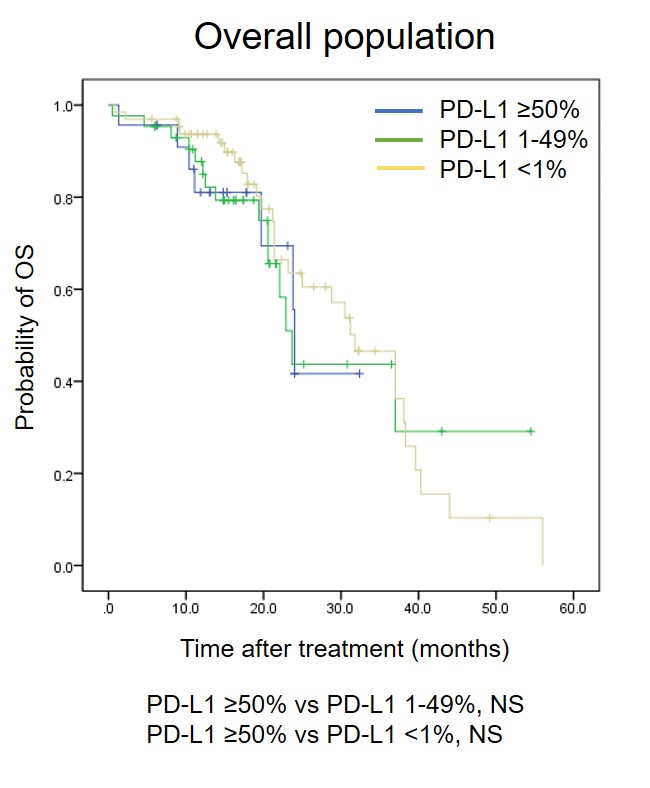 Overall population
PD-L1 ≥50%
PD-L1 1-49%
PD-L1 <1%
Probability of OS
1.0
0.8
0.6
0.4
0.2
0.0
.0 10.0 20.0 30.0 40.0 50.0 60.0
Time after treatment (months)
PD-L1 ≥50% vs PD-L1 1-49%, NS
PD-L1 ≥50% vs PD-L1 <1%, NS